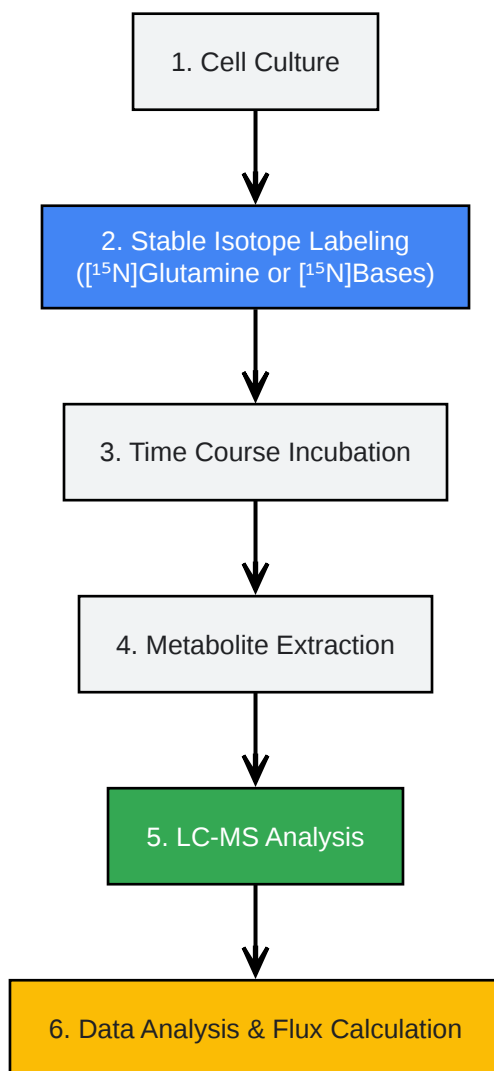 1. Cell Culture
2. Stable Isotope Labeling
([¹⁵N]Glutamine or [¹⁵N]Bases)
3. Time Course Incubation
4. Metabolite Extraction
5. LC-MS Analysis
6. Data Analysis & Flux Calculation